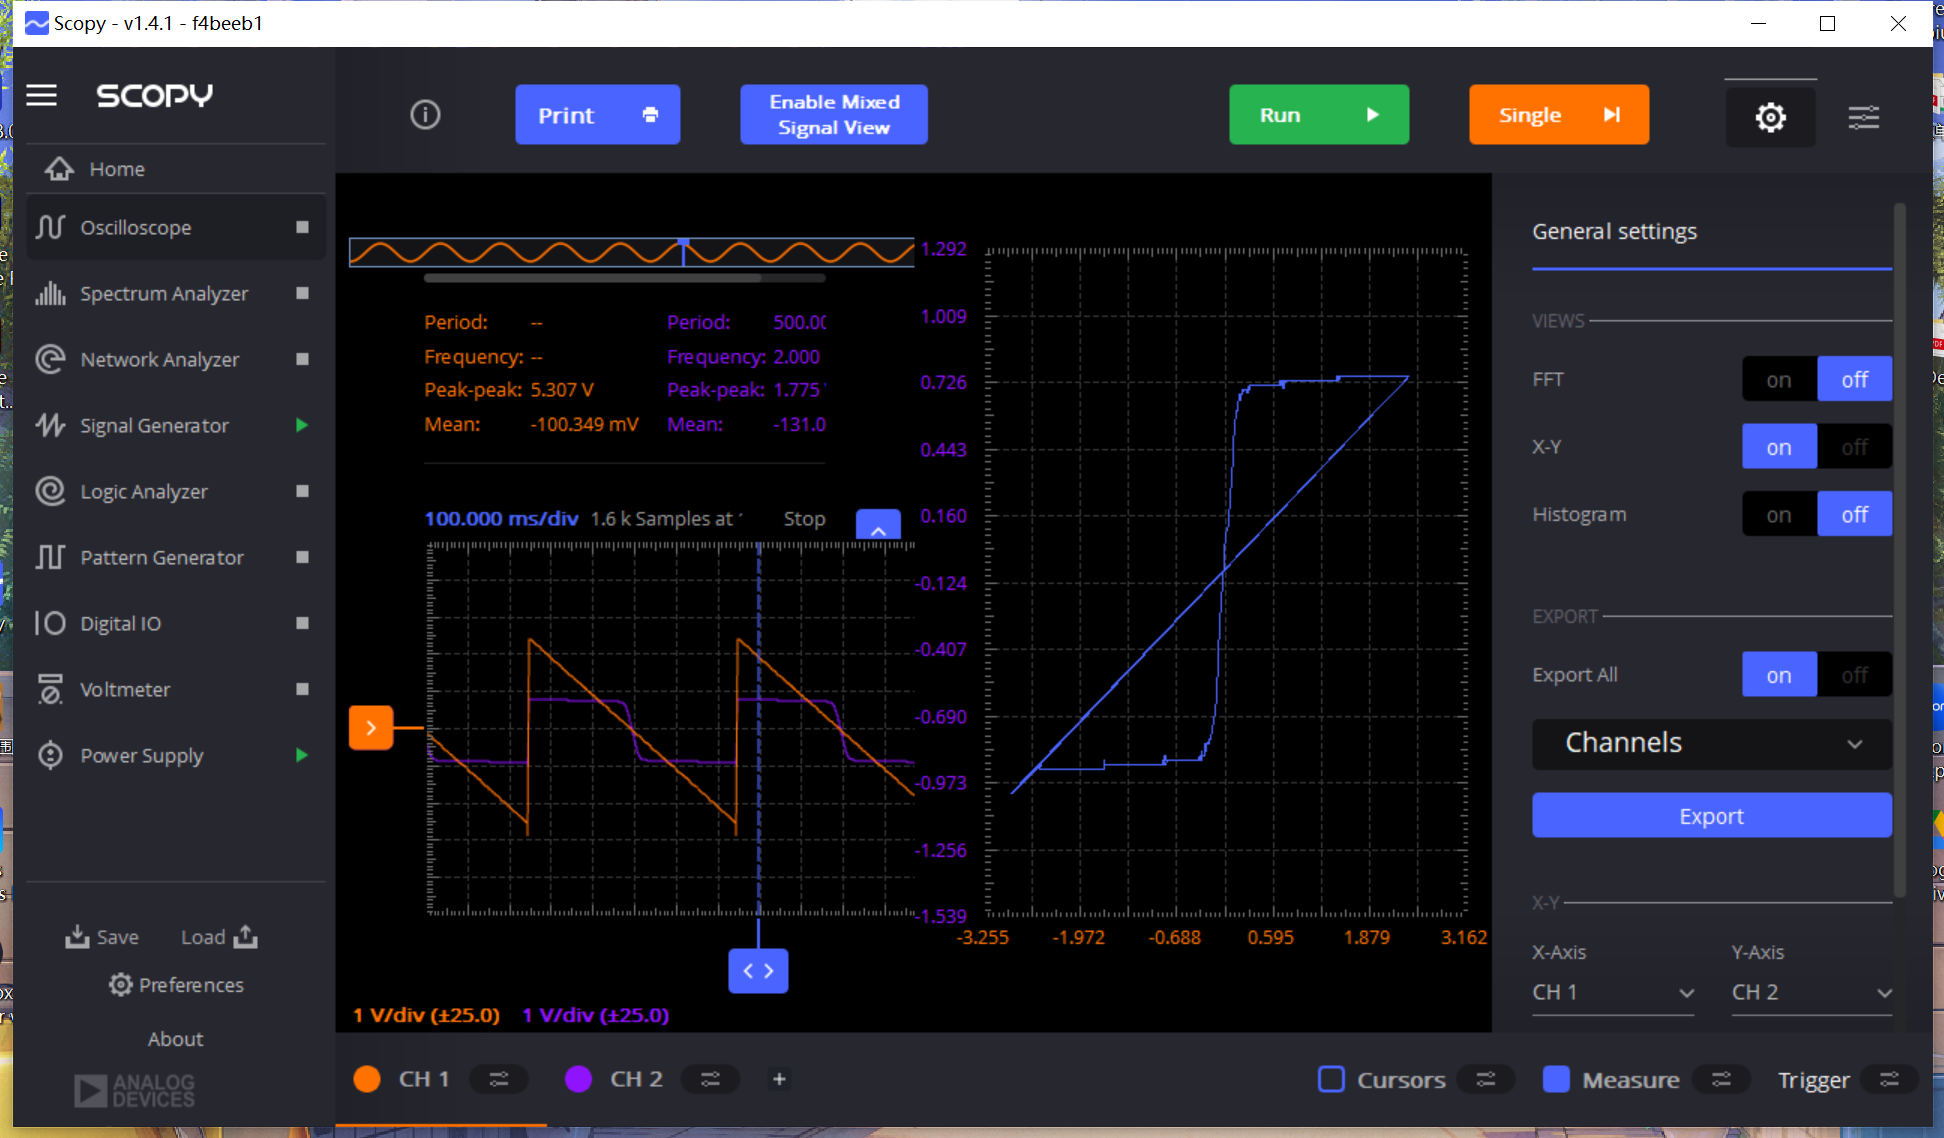 Scopy - v1.4.1 - f4beeb1
SCOPY
Print
Enable Mixed
Signal View
Run
Single
Home
Oscilloscope
Spectrum Analyzer
Network Analyzer
Signal Generator
Logic Analyzer
Pattern Generator
Digital IO
Voltmeter
Power Supply
Save
Load
Preferences
About
ANALOG
DEVICES
Period: --
Frequency: --
Peak-peak: 5.307 V
Mean: -100.349 mV
Period: 500.00
Frequency: 2.000
Peak-peak: 1.775
Mean: -131.0
100.000 ms/div 1.6 k Samples at Stop
1.292
1.009
0.726
0.443
0.160
-0.124
-0.407
-0.690
-0.973
-1.256
-1.539
-3.255 -1.972 -0.688 0.595 1.879 3.162
1 V/div (±25.0) 1 V/div (±25.0)
General settings
VIEWS
FFT on off
X-Y on off
Histogram on off
EXPORT
Export All on off
Channels
Export
X-Y
X-Axis Y-Axis
CH 1 CH 2
CH 1 CH 2 + Cursors Measure Trigger